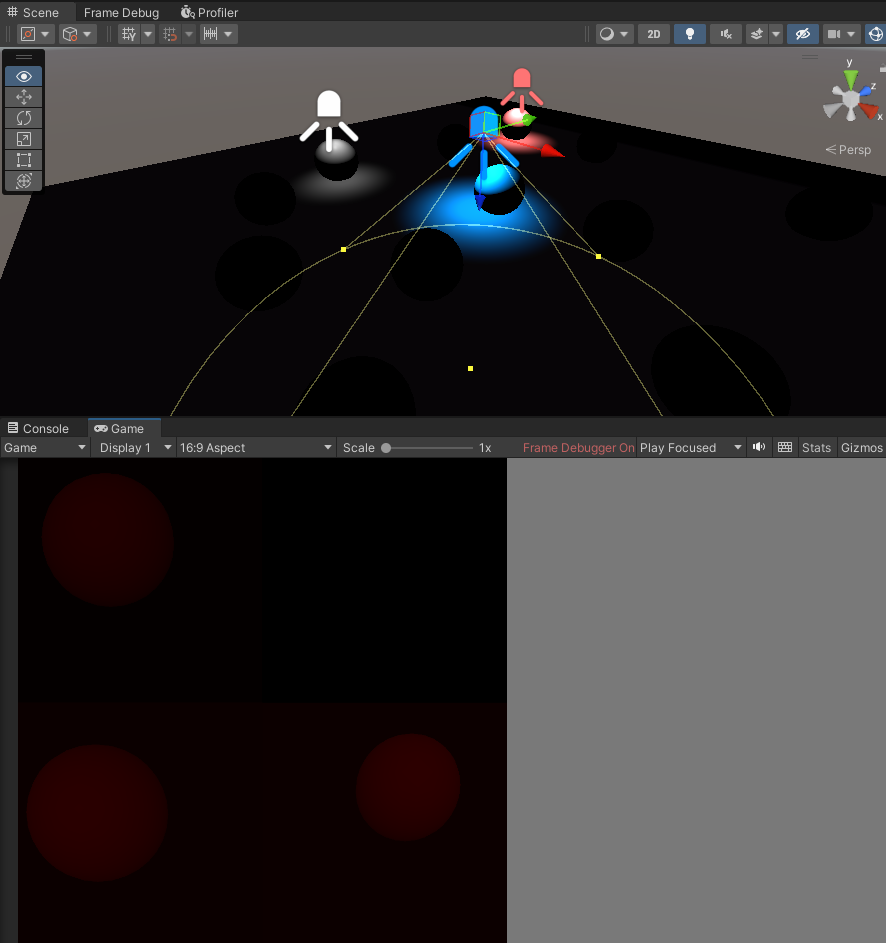 Scene Frame Debug Profiler
2D
y
z
x
Persp
Console Game
Game Display 1 16:9 Aspect Scale 1x Frame Debugger On Play Focused Stats Gizmos